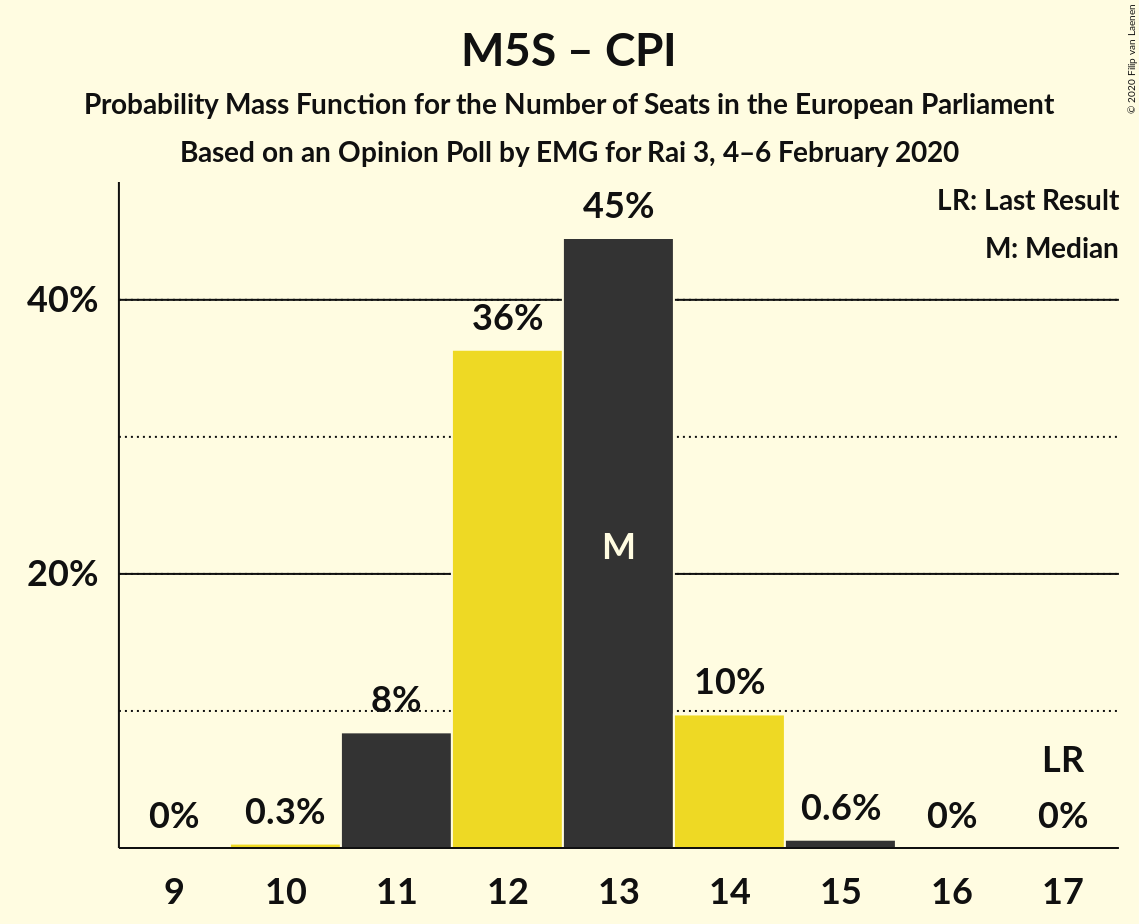 M5S – CPI
Probability Mass Function for the Number of Seats in the European Parliament
Based on an Opinion Poll by EMG for Rai 3, 4–6 February 2020
© 2020 Filip van Laenen
LR: Last Result
M: Median
40%
20%
0%
0.3%
8%
36%
45%
M
10%
0.6%
0%
LR
0%
9 10 11 12 13 14 15 16 17